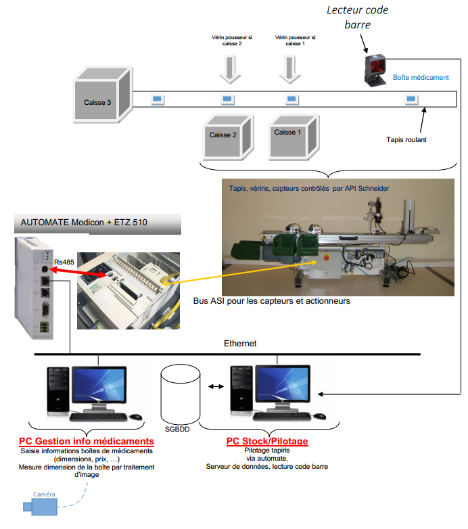 Lecteur code
barre
Vérin pousseur si
caisse 2
Vérin pousseur si
caisse 1
Boîte médicament
Caisse 3
Caisse 2
Caisse 1
Tapis roulant
Tapis, vérins, capteurs contrôlés par API Schneider
AUTOMATE Modicon + ETZ 510
Rs485
Bus ASI pour les capteurs et actionneurs
Ethernet
SGBDD
PC Gestion info médicaments
Saisie informations boîtes de médicaments
(dimensions, prix, ...)
Mesure dimension de la boîte par traitement
d'image
PC Stock/Pilotage
Pilotage tapiris
via automate,
Serveur de données, lecture code barre
Caméra